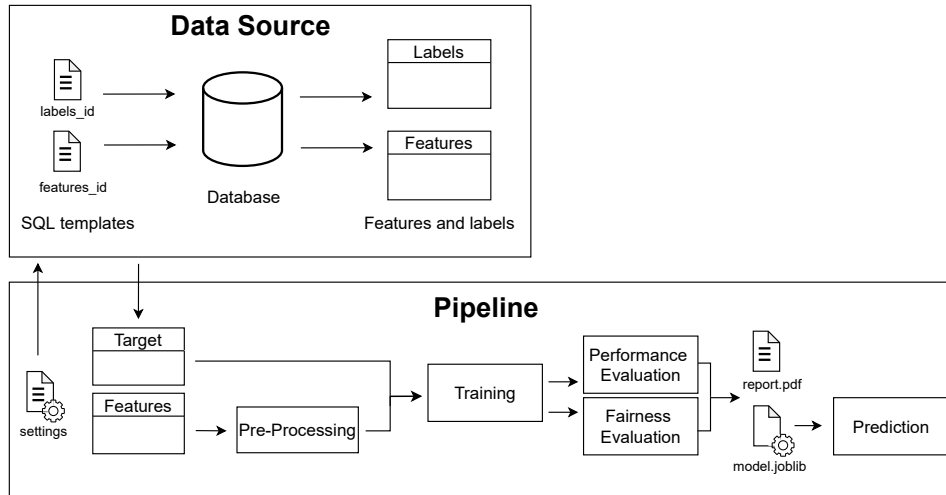 Data Source
labels_id
features_id
SQL templates
Database
Labels
Features
Features and labels
Pipeline
settings
Target
Features
Pre-Processing
Training
Performance
Evaluation
Fairness
Evaluation
report.pdf
model.joblib
Prediction